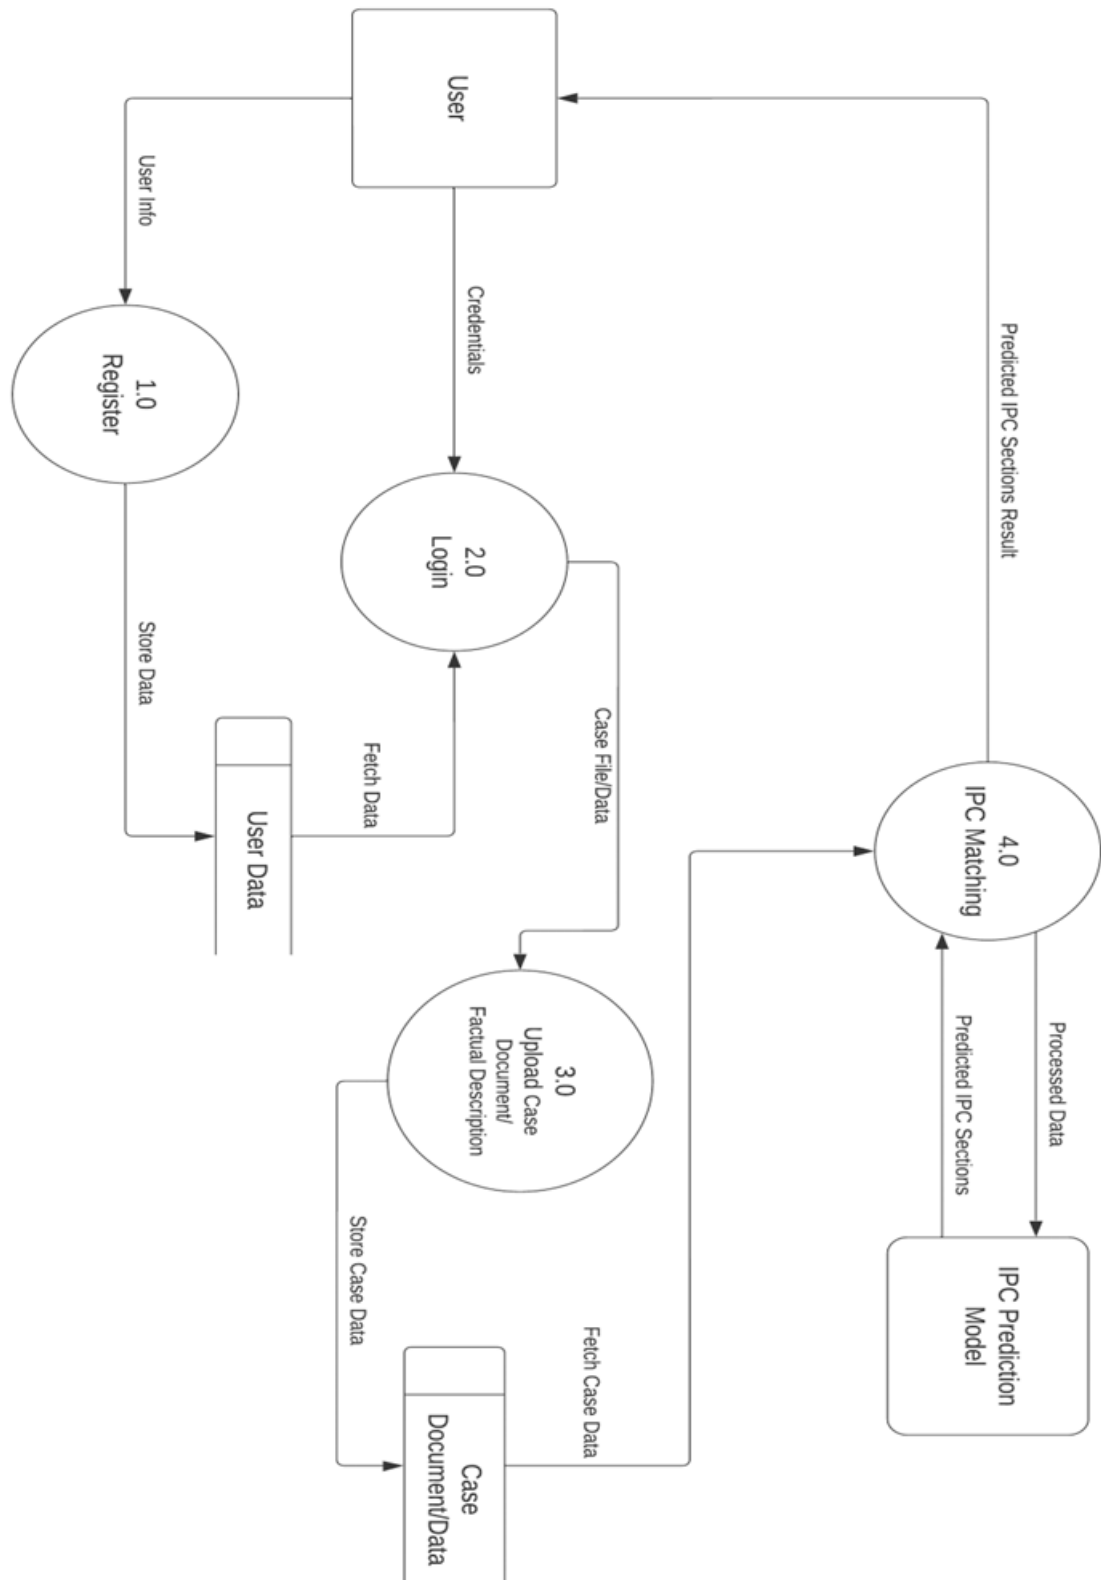 User
User Info
Credentials
Predicted IPC Sections Result
1.0
Register
2.0
Login
Store Data
Fetch Data
User Data
Case File/Data
4.0
IPC Matching
3.0
Upload Case
Document/
Factual Description
Processed Data
Predicted IPC Sections
Store Case Data
Fetch Case Data
IPC Prediction
Model
Case
Document/Data